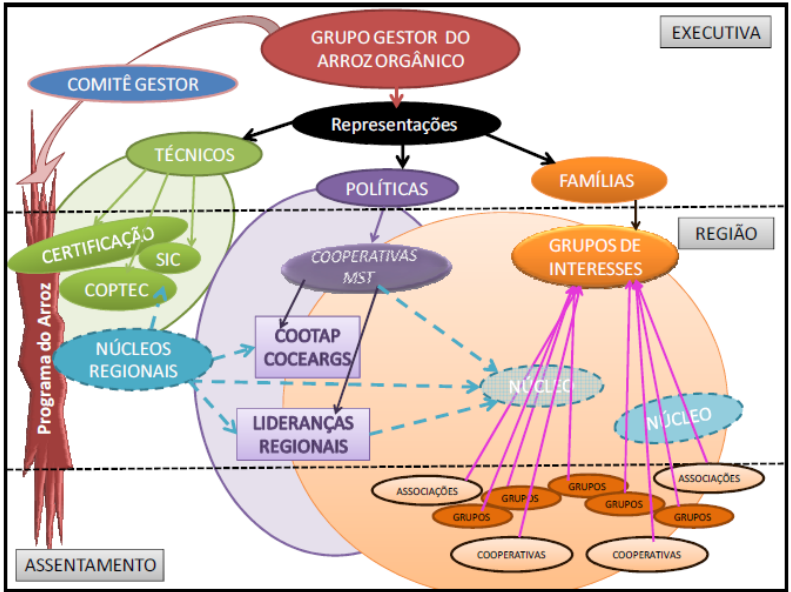 GRUPO GESTOR DO
ARROZ ORGÂNICO
EXECUTIVA
COMITÊ GESTOR
Representações
TÉCNICOS
POLÍTICAS
FAMÍLIAS
CERTIFICAÇÃO
SIC
COPTEC
COOPERATIVAS
MST
GRUPOS DE
INTERESSES
REGIÃO
Programa do Arroz
NÚCLEOS
REGIONAIS
COOTAP
COCEARGS
NÚCLEO
NÚCLEO
LIDERANÇAS
REGIONAIS
ASSOCIAÇÕES
GRUPOS
GRUPOS
GRUPOS
GRUPOS
GRUPOS
ASSOCIAÇÕES
COOPERATIVAS
COOPERATIVAS
ASSENTAMENTO